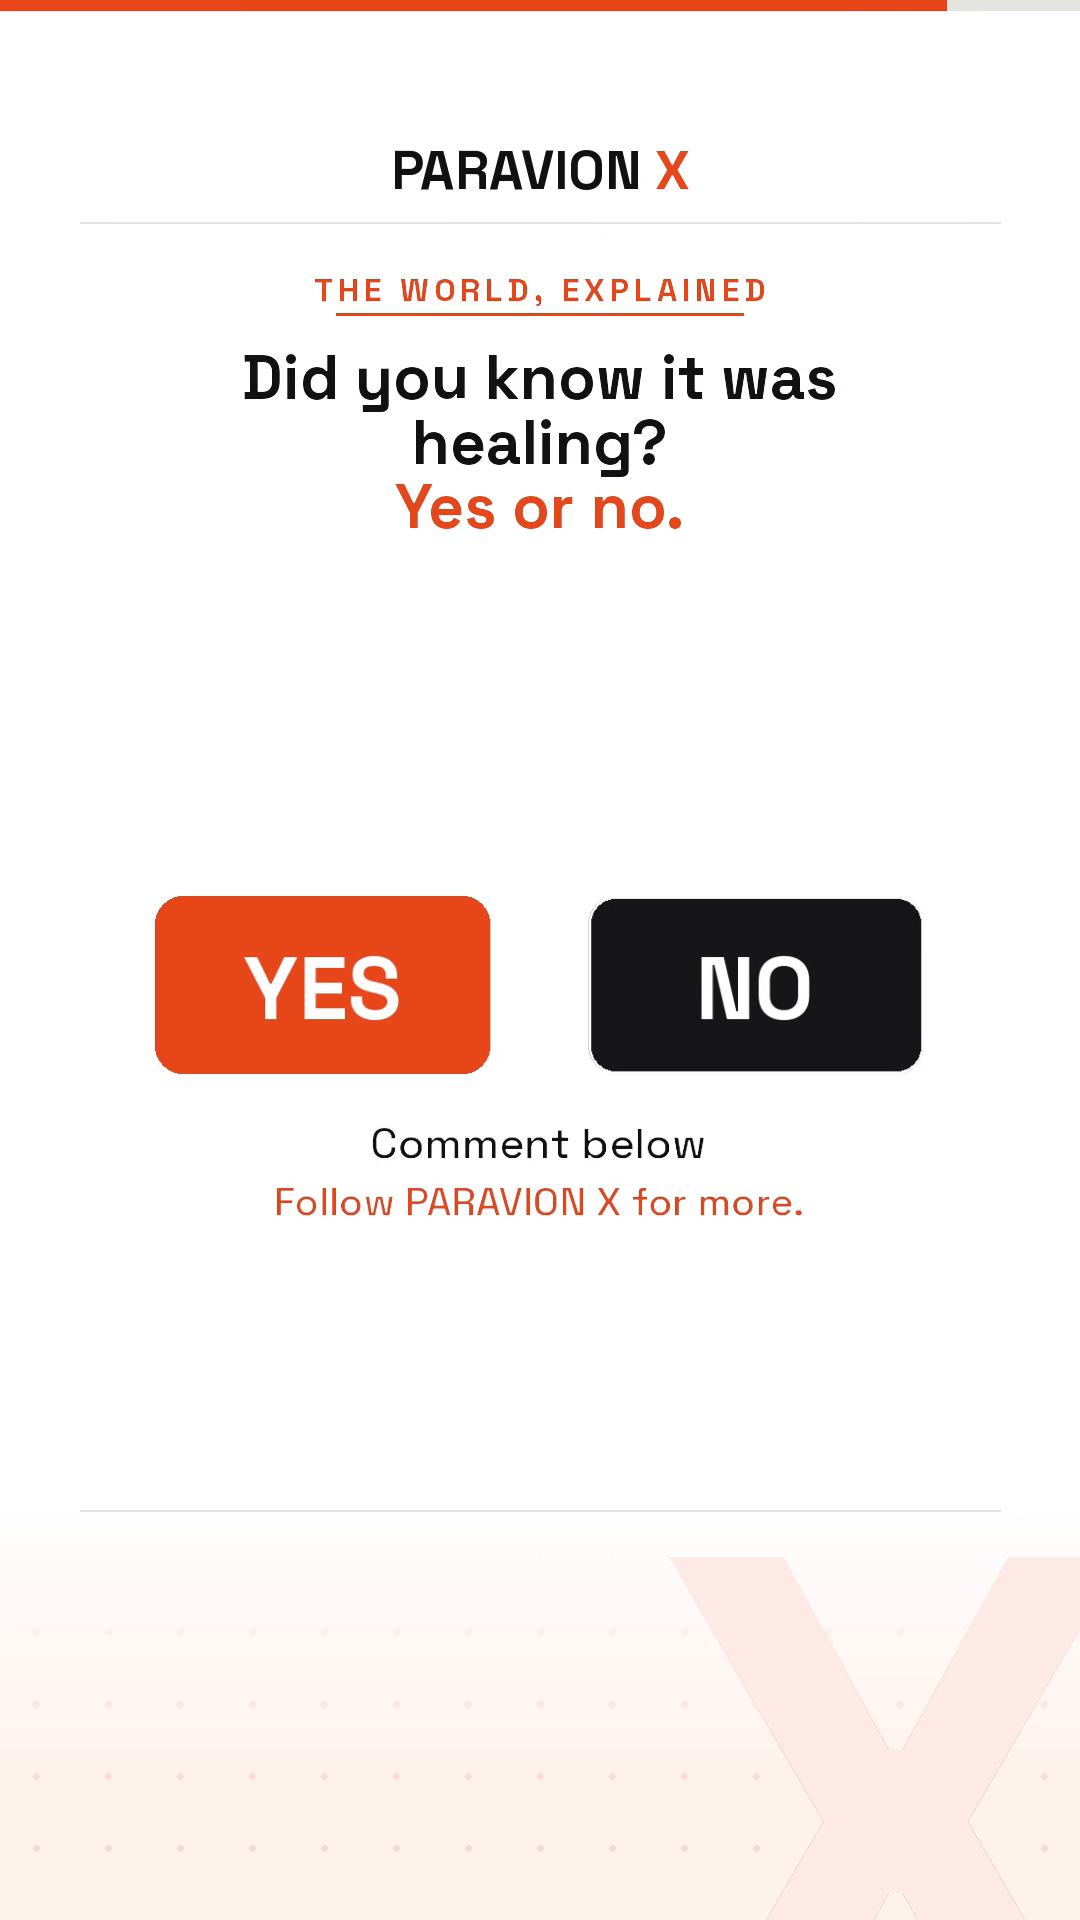 PARAVION X
THE WORLD, EXPLAINED
Did you know it was
healing?
Yes or no.
YES
NO
Comment below
Follow PARAVION X for more.
X